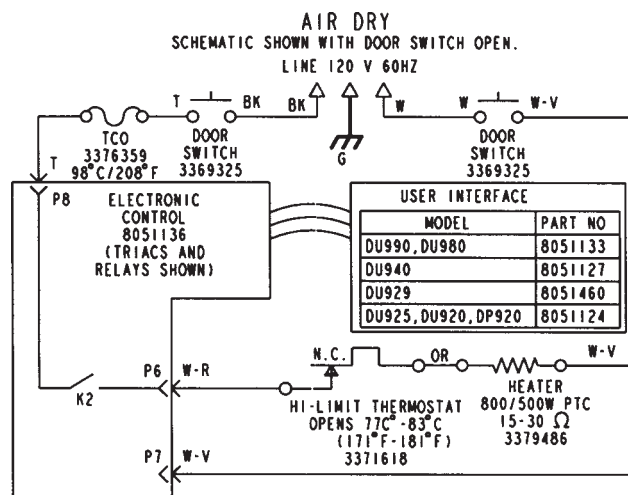 AIR DRY
SCHEMATIC SHOWN WITH DOOR SWITCH OPEN.
LINE 120 V 60HZ
T
BK
BK
W
W
W-V
TCO
3376359
98°C/208°F
DOOR
SWITCH
3369325
G
DOOR
SWITCH
3369325
T
P8
ELECTRONIC
CONTROL
8051136
(TRIACS AND
RELAYS SHOWN)
USER INTERFACE
MODEL PART NO
DU990,DU980 8051133
DU940 8051127
DU929 8051460
DU925,DU920,DP920 8051124
N.C.
OR
W-V
P6
W-R
K2
HI-LIMIT THERMOSTAT
OPENS 77C°-83°C
(171°F-181°F)
3371618
HEATER
800/500W PTC
15-30 Ω
3379486
P7
W-V